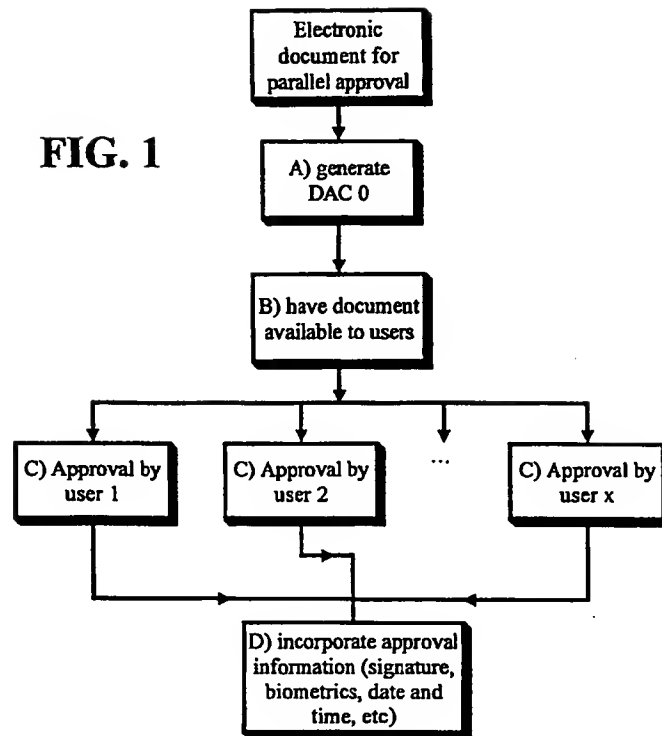 Electronic
document for
parallel approval
FIG. 1
A) generate
DAC 0
B) have document
available to users
C) Approval by
user 1
C) Approval by
user 2
...
C) Approval by
user x
D) incorporate approval
information (signature,
biometrics, date and
time, etc)